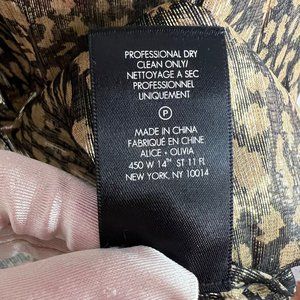 PROFESSIONAL DRY
CLEAN ONLY/
NETTOYAGE A SEC
PROFESSIONNEL
UNIQUEMENT
P
MADE IN CHINA
FABRIQUÉ EN CHINE
ALICE + OLIVIA
450 W 14TH ST 11 FL
NEW YORK, NY 10014